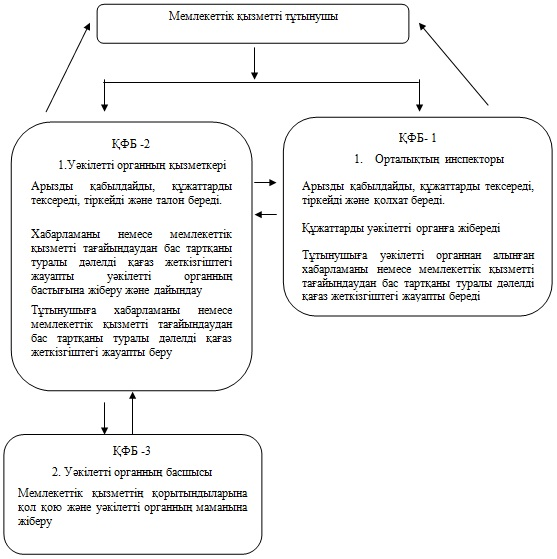 Мемлекеттік қызметті тұтынушы
ҚФБ -2
1.Уәкілетті органның қызметкері
Арызды қабылдайды, құжаттарды
тексереді, тіркейді және талон береді.
Хабарламаны немесе мемлекеттік
қызметті тағайындаудан бас тартқаны
туралы дәлелді қағаз жеткізгіштегі
жауапты уәкілетті органның
бастығына жіберу және дайындау
Тұтынушыға хабарламаны немесе
мемлекеттік қызметті тағайындаудан
бас тартқаны туралы дәлелді қағаз
жеткізгіштегі жауапты беру
ҚФБ- 1
1. Орталықтың инспекторы
Арызды қабылдайды, құжаттарды тексереді,
тіркейді және қолхат береді.
Құжаттарды уәкілетті органға жібереді
Тұтынушыға уәкілетті органнан алынған
хабарламаны немесе мемлекеттік қызметті
тағайындаудан бас тартқаны туралы дәлелді
қағаз жеткізгіштегі жауапты береді
ҚФБ -3
2. Уәкілетті органның басшысы
Мемлекеттік қызметтің қорытындыларына
қол қою және уәкілетті органның маманына
жіберу